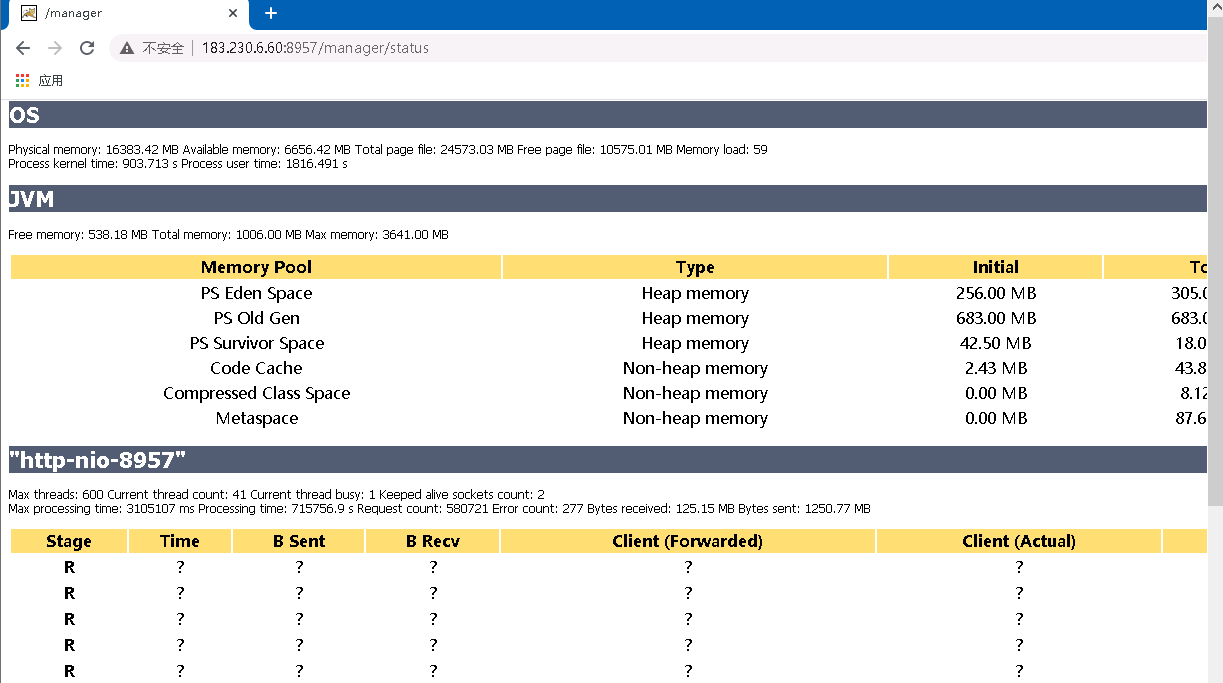 /manager
不安全 183.230.6.60:8957/manager/status
应用
OS
Physical memory: 16383.42 MB Available memory: 6656.42 MB Total page file: 24573.03 MB Free page file: 10575.01 MB Memory load: 59
Process kernel time: 903.713 s Process user time: 1816.491 s
JVM
Free memory: 538.18 MB Total memory: 1006.00 MB Max memory: 3641.00 MB
Memory Pool Type Initial
PS Eden Space Heap memory 256.00 MB 305.0
PS Old Gen Heap memory 683.00 MB 683.0
PS Survivor Space Heap memory 42.50 MB 18.0
Code Cache Non-heap memory 2.43 MB 43.8
Compressed Class Space Non-heap memory 0.00 MB 8.12
Metaspace Non-heap memory 0.00 MB 87.6
"http-nio-8957"
Max threads: 600 Current thread count: 41 Current thread busy: 1 Keeped alive sockets count: 2
Max processing time: 3105107 ms Processing time: 715756.9 s Request count: 580721 Error count: 277 Bytes received: 125.15 MB Bytes sent: 1250.77 MB
Stage Time B Sent B Recv Client (Forwarded) Client (Actual)
R ? ? ? ? ?
R ? ? ? ? ?
R ? ? ? ? ?
R ? ? ? ? ?
R ? ? ? ? ?